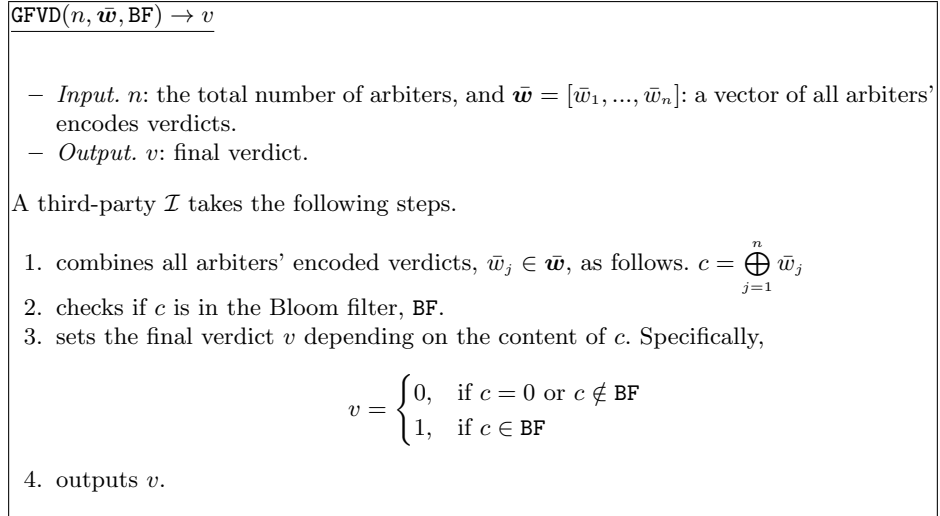 GFVD(n, w̄, BF) → v
– Input. n: the total number of arbiters, and w̄ = [w̄₁, ..., w̄ₙ]: a vector of all arbiters'
encodes verdicts.
– Output. v: final verdict.
A third-party ℐ takes the following steps.
1. combines all arbiters' encoded verdicts, w̄ⱼ ∈ w̄, as follows. c = ⊕ⁿⱼ₌₁ w̄ⱼ
2. checks if c is in the Bloom filter, BF.
3. sets the final verdict v depending on the content of c. Specifically,
v = { 0, if c = 0 or c ∉ BF
1, if c ∈ BF
4. outputs v.